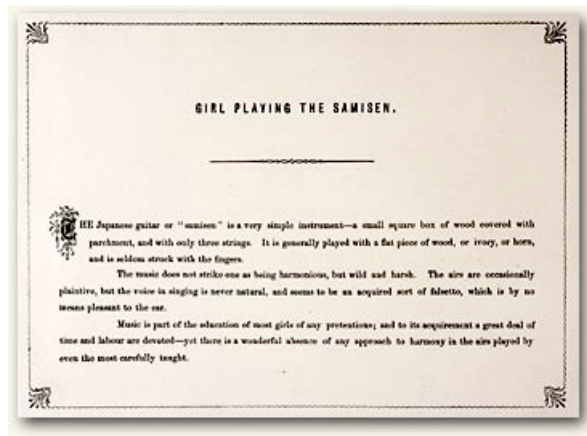 GIRL PLAYING THE SAMISEN.
THE Japanese guitar or "samisen" is a very simple instrument—a small square box of wood covered with
parchment, and with only three strings. It is generally played with a flat piece of wood, or ivory, or horn,
and is seldom struck with the fingers.
The music does not strike one as being harmonious, but wild and harsh. The airs are occasionally
plaintive, but the voice in singing is never natural, and seems to be an acquired sort of falsetto, which is by no
means pleasant to the ear.
Music is part of the education of most girls of any pretentions; and to its acquirement a great deal of
time and labour are devoted—yet there is a wonderful absence of any approach to harmony in the airs played by
even the most carefully taught.